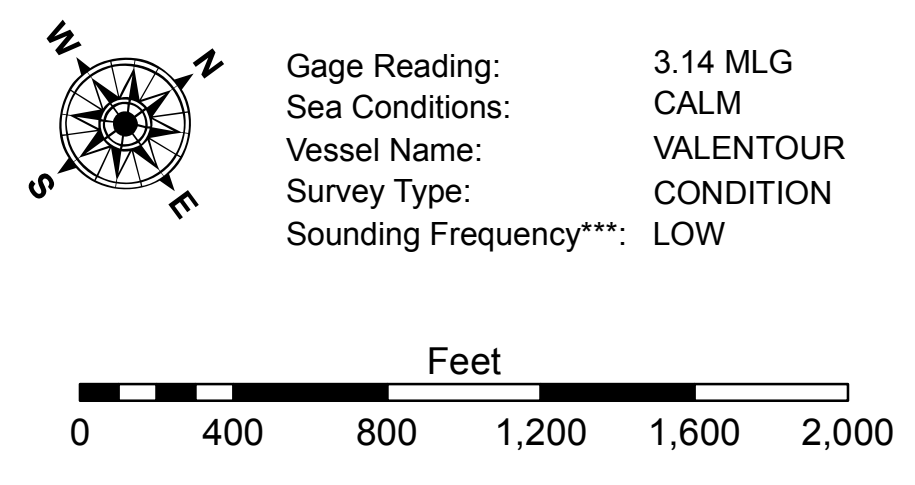 W
N
S
E
Gage Reading: 3.14 MLG
Sea Conditions: CALM
Vessel Name: VALENTOUR
Survey Type: CONDITION
Sounding Frequency***: LOW
Feet
0 400 800 1,200 1,600 2,000